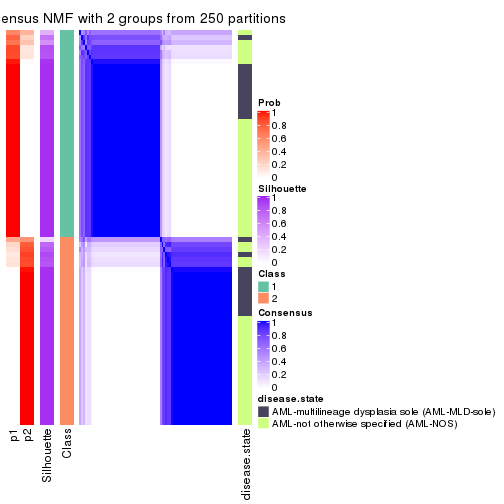 ensus NMF with 2 groups from 250 partitions
Prob
1
0.8
0.6
0.4
0.2
0
Silhouette
1
0.8
0.6
0.4
0.2
0
Class
1
2
Consensus
1
0.8
0.6
0.4
0.2
0
disease.state
AML-multilineage dysplasia sole (AML-MLD-sole)
AML-not otherwise specified (AML-NOS)
p1
p2
Silhouette
Class
disease.state